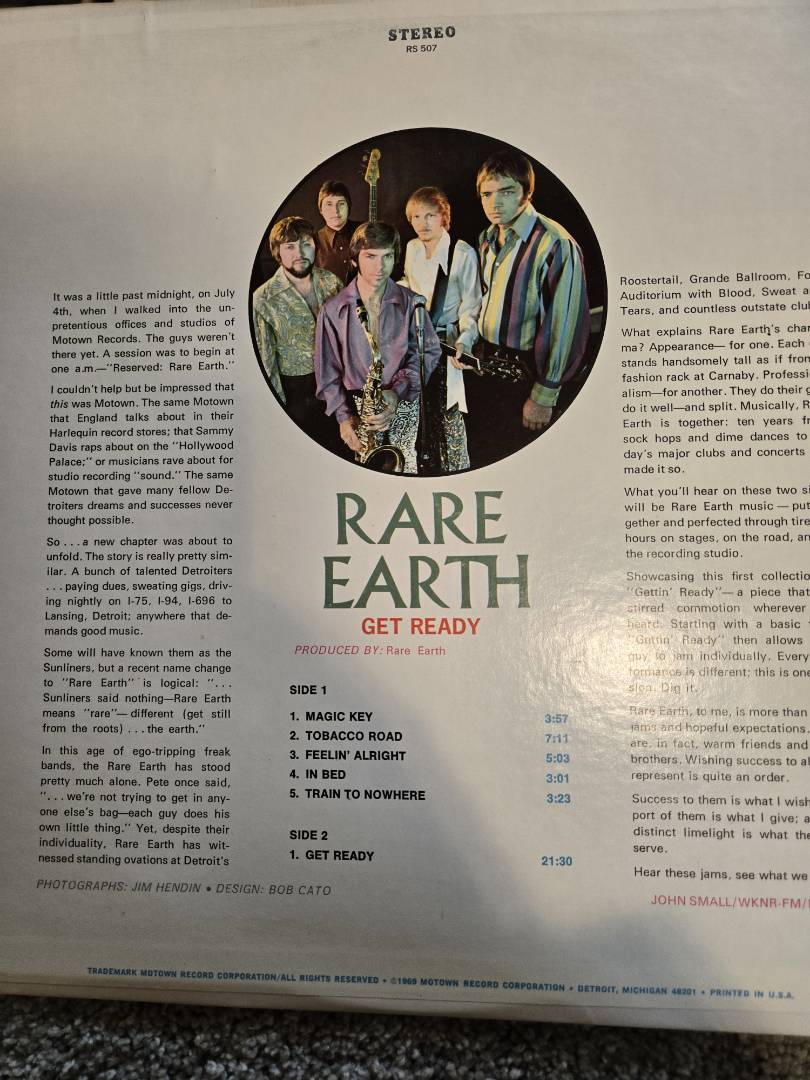 STEREO
RS 507
It was a little past midnight, on July
4th, when I walked into the un-
pretentious offices and studios of
Motown Records. The guys weren't
there yet. A session was to begin at
one a.m.—"Reserved: Rare Earth."
I couldn't help but be impressed that
this was Motown. The same Motown
that England talks about in their
Harlequin record stores; that Sammy
Davis raps about on the "Hollywood
Palace;" or musicians rave about for
studio recording "sound." The same
Motown that gave many fellow De-
troiters dreams and successes never
thought possible.
So . . . a new chapter was about to
unfold. The story is really pretty sim-
ilar. A bunch of talented Detroiters
. . . paying dues, sweating gigs, driv-
ing nightly on I-75, I-94, I-696 to
Lansing, Detroit; anywhere that de-
mands good music.
Some will have known them as the
Sunliners, but a recent name change
to "Rare Earth" is logical: ". . .
Sunliners said nothing—Rare Earth
means "rare"—different (get still
from the roots) . . . the earth."
In this age of ego-tripping freak
bands, the Rare Earth has stood
pretty much alone. Pete once said,
". . . we're not trying to get in any-
one else's bag—each guy does his
own little thing." Yet, despite their
individuality, Rare Earth has wit-
nessed standing ovations at Detroit's
PHOTOGRAPHS: JIM HENDIN • DESIGN: BOB CATO
RARE
EARTH
GET READY
PRODUCED BY: Rare Earth
SIDE 1
1. MAGIC KEY 3:57
2. TOBACCO ROAD 7:11
3. FEELIN' ALRIGHT 5:03
4. IN BED 3:01
5. TRAIN TO NOWHERE 3:23
SIDE 2
1. GET READY 21:30
Roostertail, Grande Ballroom, Fo
Auditorium with Blood, Sweat a
Tears, and countless outstate clu
What explains Rare Earth's char
ma? Appearance— for one. Each
stands handsomely tall as if from
fashion rack at Carnaby. Professi
alism—for another. They do their g
do it well—and split. Musically, R
Earth is together: ten years fr
sock hops and dime dances to
day's major clubs and concerts
made it so.
What you'll hear on these two si
will be Rare Earth music — put
gether and perfected through tire
hours on stages, on the road, an
the recording studio.
Showcasing this first collectio
"Gettin' Ready"— a piece that
stirred commotion wherever
heard. Starting with a basic
"Gettin' Ready" then allows
guy to jam individually. Every
formance is different; this is one
sion. Dig it.
Rare Earth, to me, is more than
jams and hopeful expectations.
are, in fact, warm friends and
brothers. Wishing success to al
represent is quite an order.
Success to them is what I wish
port of them is what I give; a
distinct limelight is what the
serve.
Hear these jams, see what we
JOHN SMALL/WKNR-FM/
TRADEMARK MOTOWN RECORD CORPORATION/ALL RIGHTS RESERVED • ©1969 MOTOWN RECORD CORPORATION • DETROIT, MICHIGAN 48201 • PRINTED IN U.S.A.